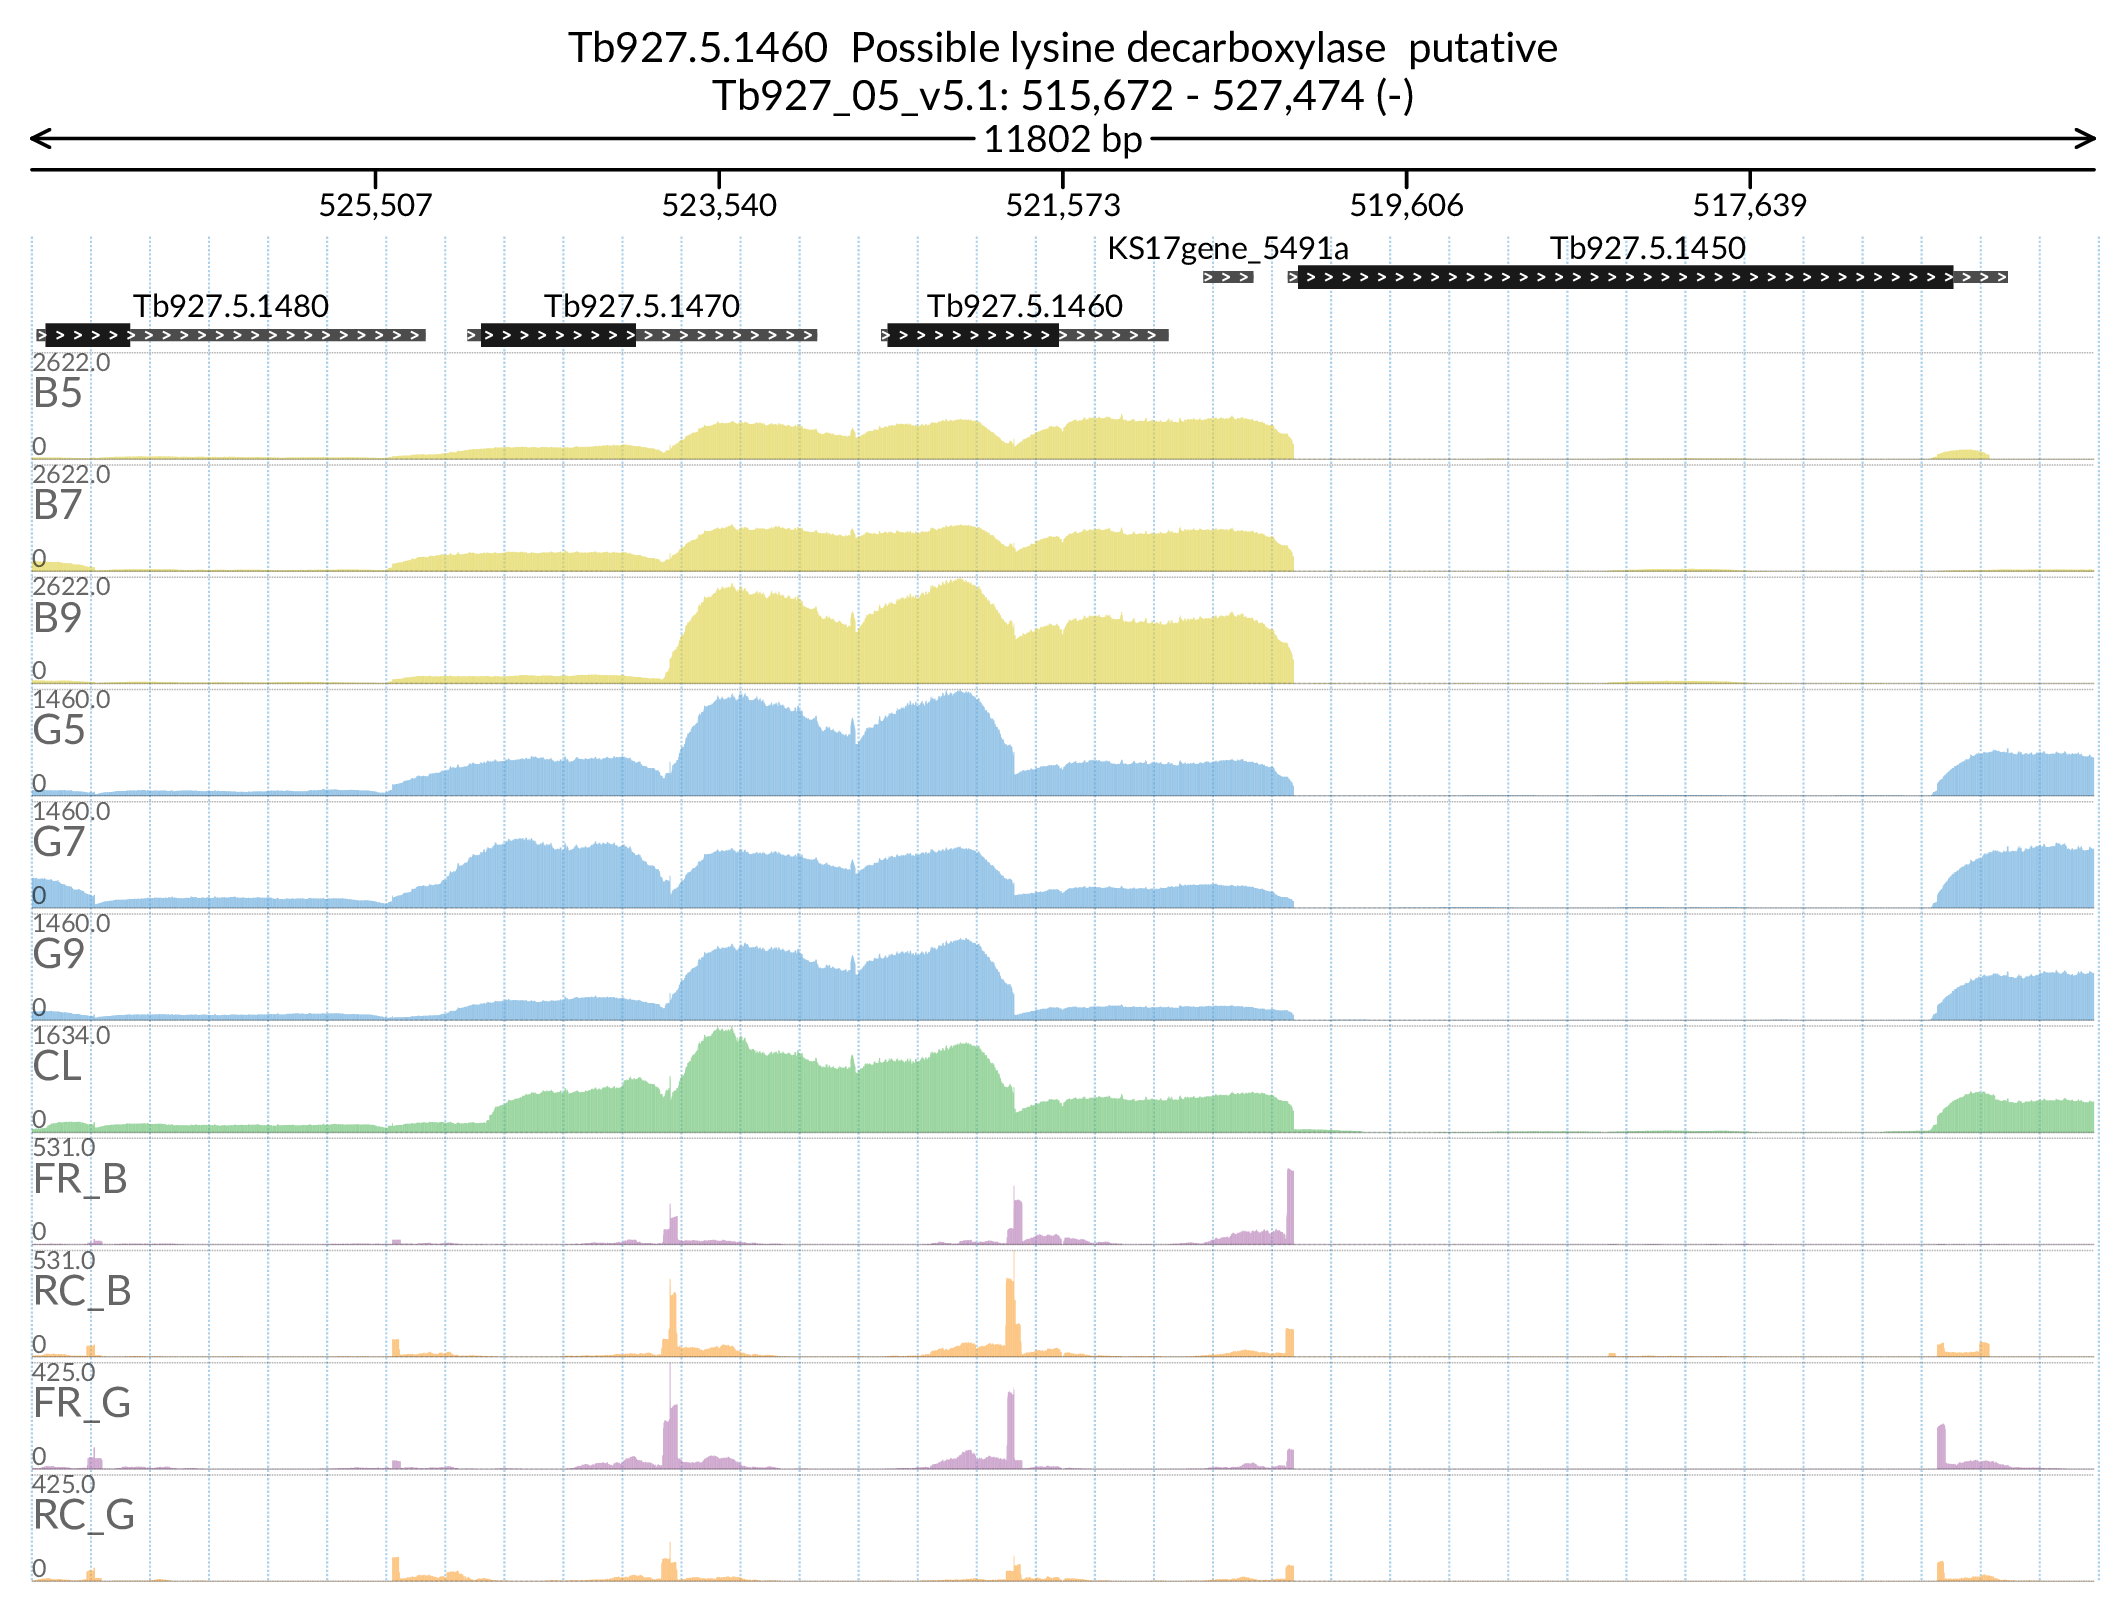 Tb927.5.1460  Possible lysine decarboxylase  putative
Tb927_05_v5.1: 515,672 - 527,474 (-)
11802 bp
525,507 523,540 521,573 519,606 517,639
KS17gene_5491a Tb927.5.1450
Tb927.5.1480 Tb927.5.1470 Tb927.5.1460
2622.0
B5
0
2622.0
B7
0
2622.0
B9
0
1460.0
G5
0
1460.0
G7
0
1460.0
G9
0
1634.0
CL
0
531.0
FR_B
0
531.0
RC_B
0
425.0
FR_G
0
425.0
RC_G
0